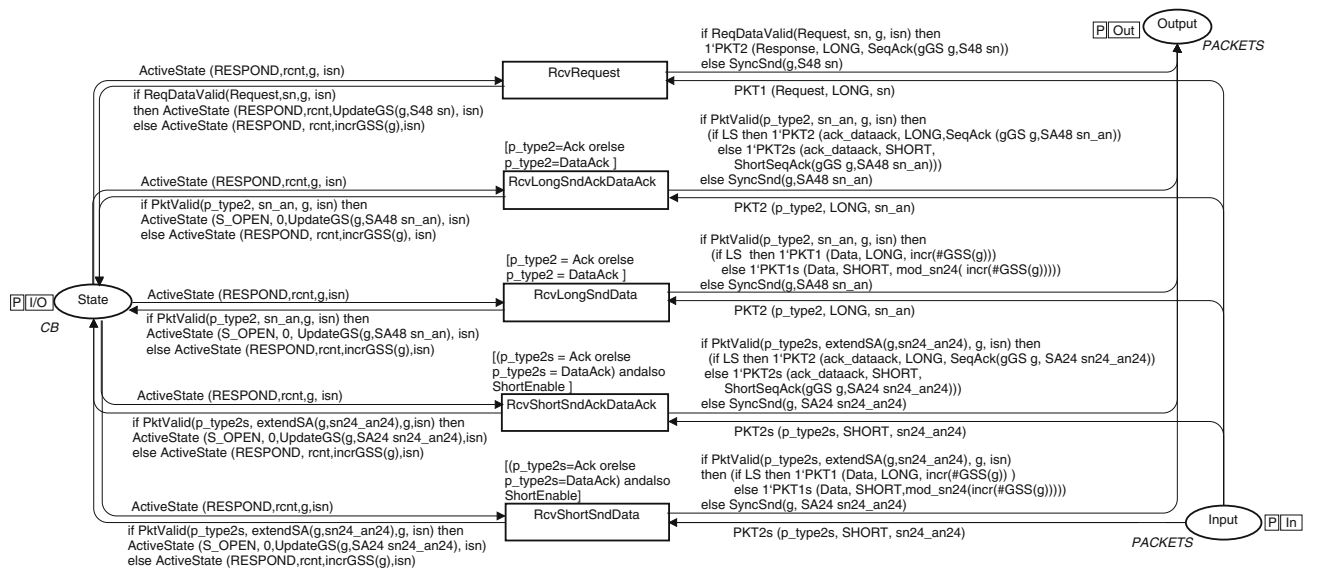 P Out
Output
PACKETS
if ReqDataValid(Request, sn, g, isn) then
1'PKT2 (Response, LONG, SeqAck(gGS g,S48 sn))
else SyncSnd(g,S48 sn)
ActiveState (RESPOND,rcnt,g, isn)
RcvRequest
PKT1 (Request, LONG, sn)
if ReqDataValid(Request,sn,g, isn)
then ActiveState (RESPOND,rcnt,UpdateGS(g,S48 sn), isn)
else ActiveState (RESPOND, rcnt,incrGSS(g),isn)
if PktValid(p_type2, sn_an, g, isn) then
(if LS then 1'PKT2 (ack_dataack, LONG,SeqAck (gGS g,SA48 sn_an))
else 1'PKT2s (ack_dataack, SHORT,
ShortSeqAck(gGS g,SA48 sn_an)))
else SyncSnd(g,SA48 sn_an)
[p_type2=Ack orelse
p_type2=DataAck ]
ActiveState (RESPOND,rcnt,g, isn)
RcvLongSndAckDataAck
PKT2 (p_type2, LONG, sn_an)
if PktValid(p_type2, sn_an, g, isn) then
ActiveState (S_OPEN, 0,UpdateGS(g,SA48 sn_an), isn)
else ActiveState (RESPOND, rcnt,incrGSS(g), isn)
if PktValid(p_type2, sn_an, g, isn) then
(if LS then 1'PKT1 (Data, LONG, incr(#GSS(g)))
else 1'PKT1s (Data, SHORT, mod_sn24( incr(#GSS(g)))))
else SyncSnd(g,SA48 sn_an)
[p_type2 = Ack orelse
p_type2 = DataAck ]
P I/O
State
CB
ActiveState (RESPOND,rcnt,g,isn)
RcvLongSndData
PKT2 (p_type2, LONG, sn_an)
if PktValid(p_type2, sn_an,g, isn) then
ActiveState (S_OPEN, 0, UpdateGS(g,SA48 sn_an), isn)
else ActiveState (RESPOND,rcnt,incrGSS(g),isn)
if PktValid(p_type2s, extendSA(g,sn24_an24), g, isn) then
(if LS then 1'PKT2 (ack_dataack, LONG, SeqAck(gGS g, SA24 sn24_an24))
else 1'PKT2s (ack_dataack, SHORT,
ShortSeqAck(gGS g,SA24 sn24_an24)))
else SyncSnd(g, SA24 sn24_an24)
[(p_type2s = Ack orelse
p_type2s = DataAck) andalso
ShortEnable ]
ActiveState (RESPOND,rcnt,g, isn)
RcvShortSndAckDataAck
PKT2s (p_type2s, SHORT, sn24_an24)
if PktValid(p_type2s, extendSA(g,sn24_an24),g,isn) then
ActiveState (S_OPEN, 0,UpdateGS(g,SA24 sn24_an24),isn)
else ActiveState (RESPOND, rcnt,incrGSS(g),isn)
if PktValid(p_type2s, extendSA(g,sn24_an24), g, isn)
then (if LS then 1'PKT1 (Data, LONG, incr(#GSS(g)) )
else 1'PKT1s (Data, SHORT,mod_sn24(incr(#GSS(g)))))
else SyncSnd(g, SA24 sn24_an24)
[(p_type2s=Ack orelse
p_type2s=DataAck) andalso
ShortEnable]
ActiveState (RESPOND,rcnt,g,isn)
RcvShortSndData
PKT2s (p_type2s, SHORT, sn24_an24)
Input
P In
PACKETS
if PktValid(p_type2s, extendSA(g,sn24_an24),g, isn) then
ActiveState (S_OPEN, 0,UpdateGS(g,SA24 sn24_an24), isn)
else ActiveState (RESPOND,rcnt,incrGSS(g),isn)